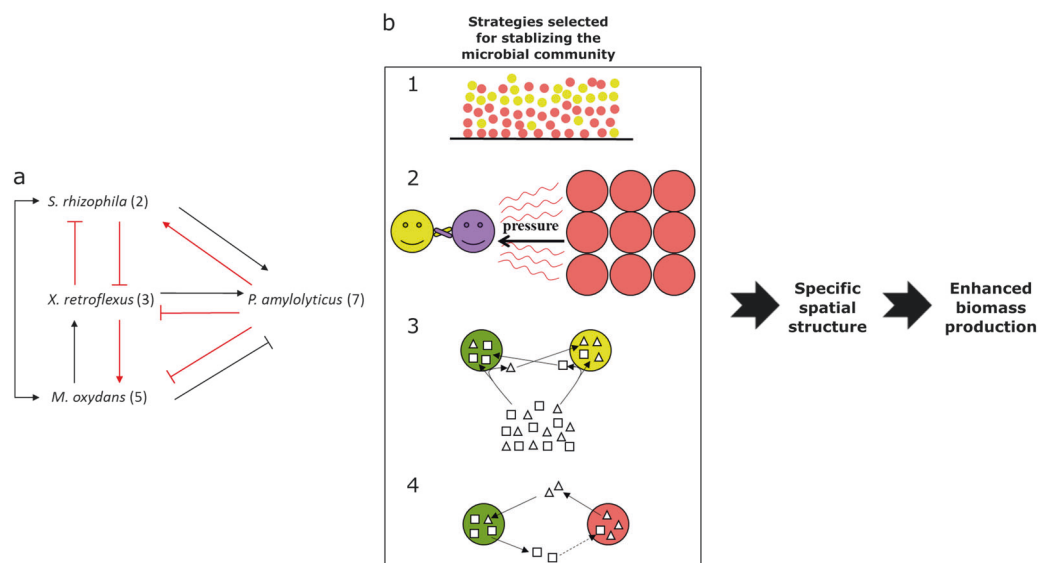 a
S. rhizophila (2)
X. retroflexus (3)
P. amylolyticus (7)
M. oxydans (5)
b
Strategies selected
for stablizing the
microbial community
1
2
pressure
3
4
Specific
spatial
structure
Enhanced
biomass
production